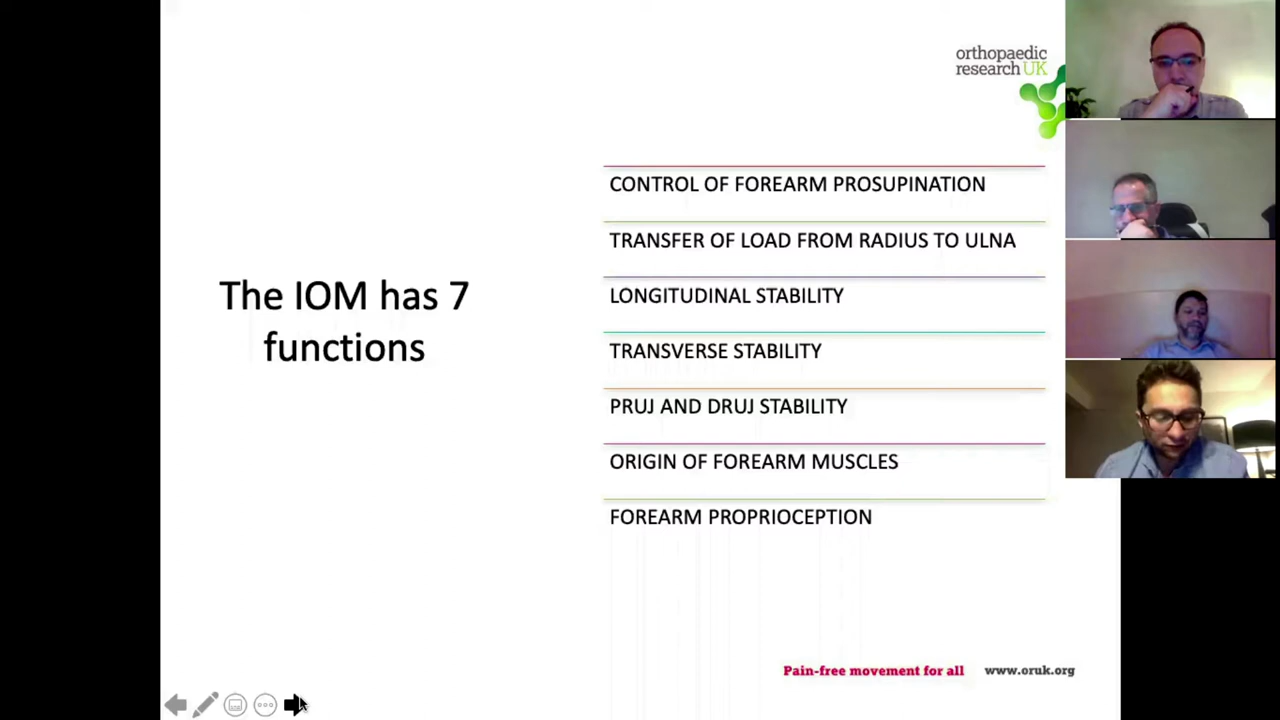 orthopaedic
research UK
CONTROL OF FOREARM PROSUPINATION
TRANSFER OF LOAD FROM RADIUS TO ULNA
LONGITUDINAL STABILITY
TRANSVERSE STABILITY
PRUJ AND DRUJ STABILITY
ORIGIN OF FOREARM MUSCLES
FOREARM PROPRIOCEPTION
The IOM has 7
functions
Pain-free movement for all www.oruk.org